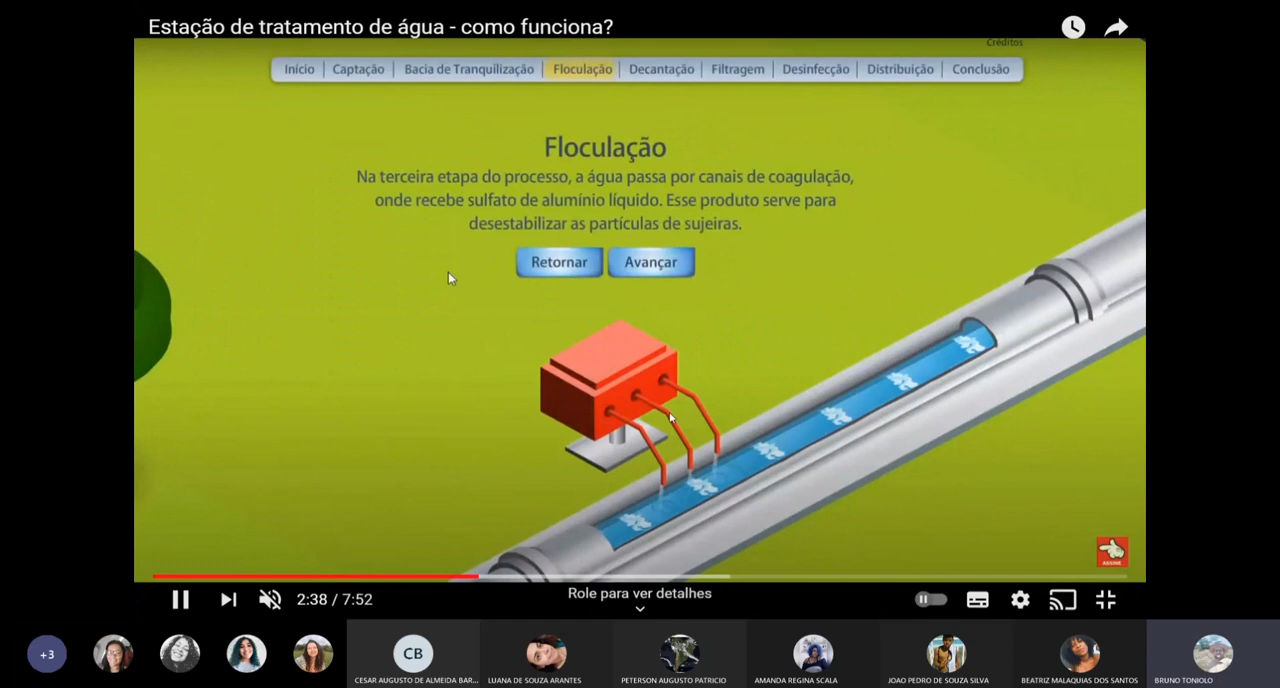 Estação de tratamento de água - como funciona?
Créditos
Início | Captação | Bacia de Tranquilização | Floculação | Decantação | Filtragem | Desinfecção | Distribuição | Conclusão
Floculação
Na terceira etapa do processo, a água passa por canais de coagulação,
onde recebe sulfato de alumínio líquido. Esse produto serve para
desestabilizar as partículas de sujeiras.
Retornar Avançar
ASSINE
2:38 / 7:52
Role para ver detalhes
+3
CB
CESAR AUGUSTO DE ALMEIDA BAR...
LUANA DE SOUZA ARANTES
PETERSON AUGUSTO PATRICIO
AMANDA REGINA SCALA
JOAO PEDRO DE SOUZA SILVA
BEATRIZ MALAQUIAS DOS SANTOS
BRUNO TONIOLO